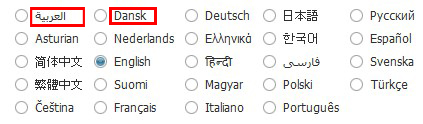 العربية Dansk Deutsch 日本語 Русский
Asturian Nederlands Ελληνικά 한국어 Español
简体中文 English हिन्दी فارسی Svenska
繁體中文 Suomi Magyar Polski Türkçe
Čeština Français Italiano Português